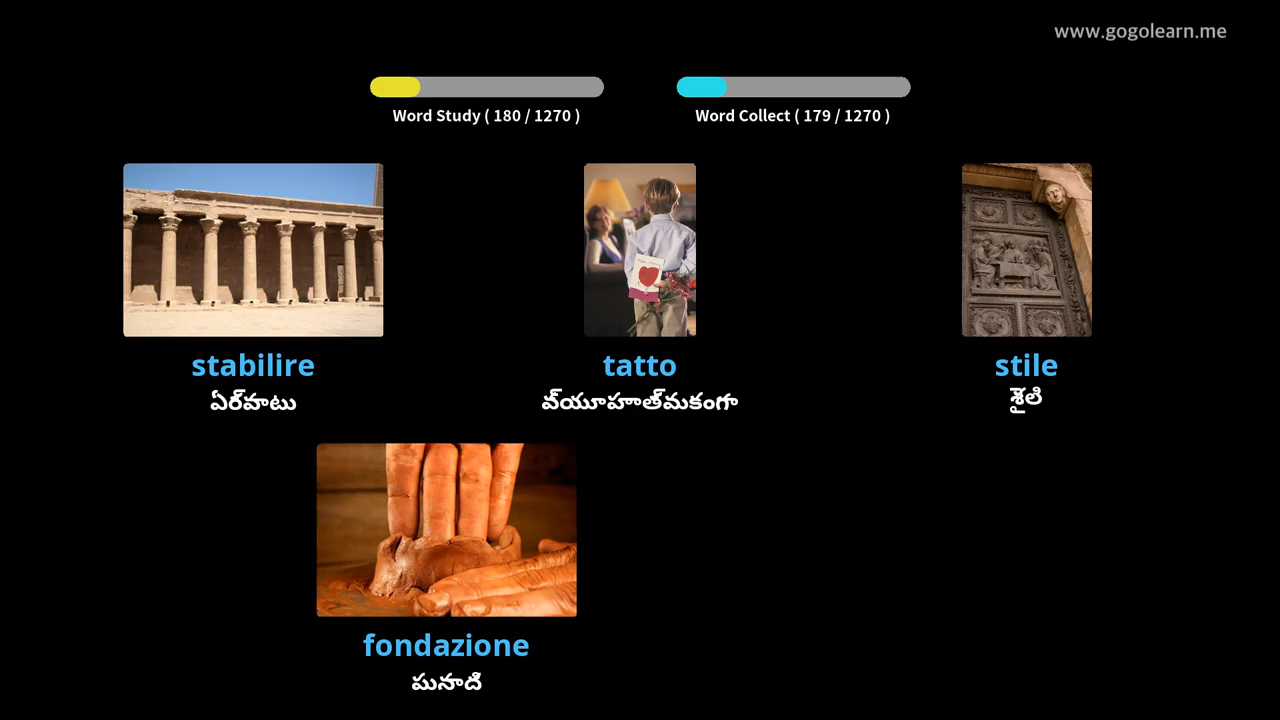 www.gogolearn.me
Word Study ( 180 / 1270 )
Word Collect ( 179 / 1270 )
stabilire
ఏర్‌వాటు
tatto
వ్‌యూహాత్‌మకంగా
stile
శైలి
fondazione
పునాది